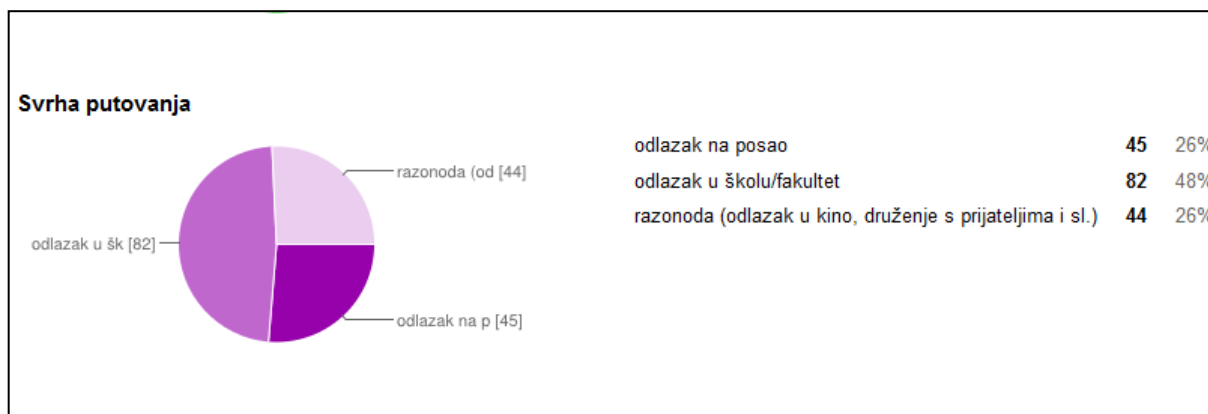 Svrha putovanja
razonoda (od [44]
odlazak u šk [82]
odlazak na p [45]
odlazak na posao 45 26%
odlazak u školu/fakultet 82 48%
razonoda (odlazak u kino, druženje s prijateljima i sl.) 44 26%